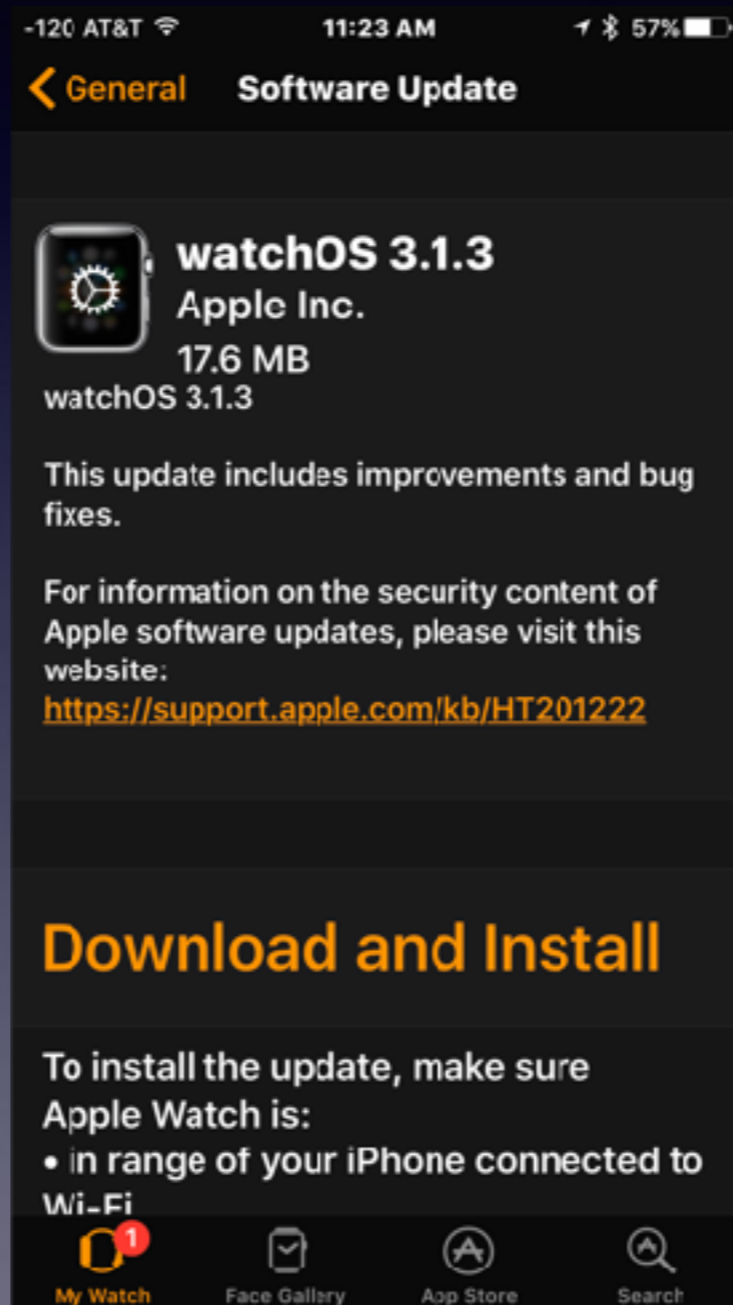 -120 AT&T 11:23 AM 57%
General Software Update
watchOS 3.1.3
Apple Inc.
17.6 MB
watchOS 3.1.3
This update includes improvements and bug
fixes.
For information on the security content of
Apple software updates, please visit this
website:
https://support.apple.com/kb/HT201222
Download and Install
To install the update, make sure
Apple Watch is:
• in range of your iPhone connected to
Wi-Fi
1
My Watch Face Gallery App Store Search